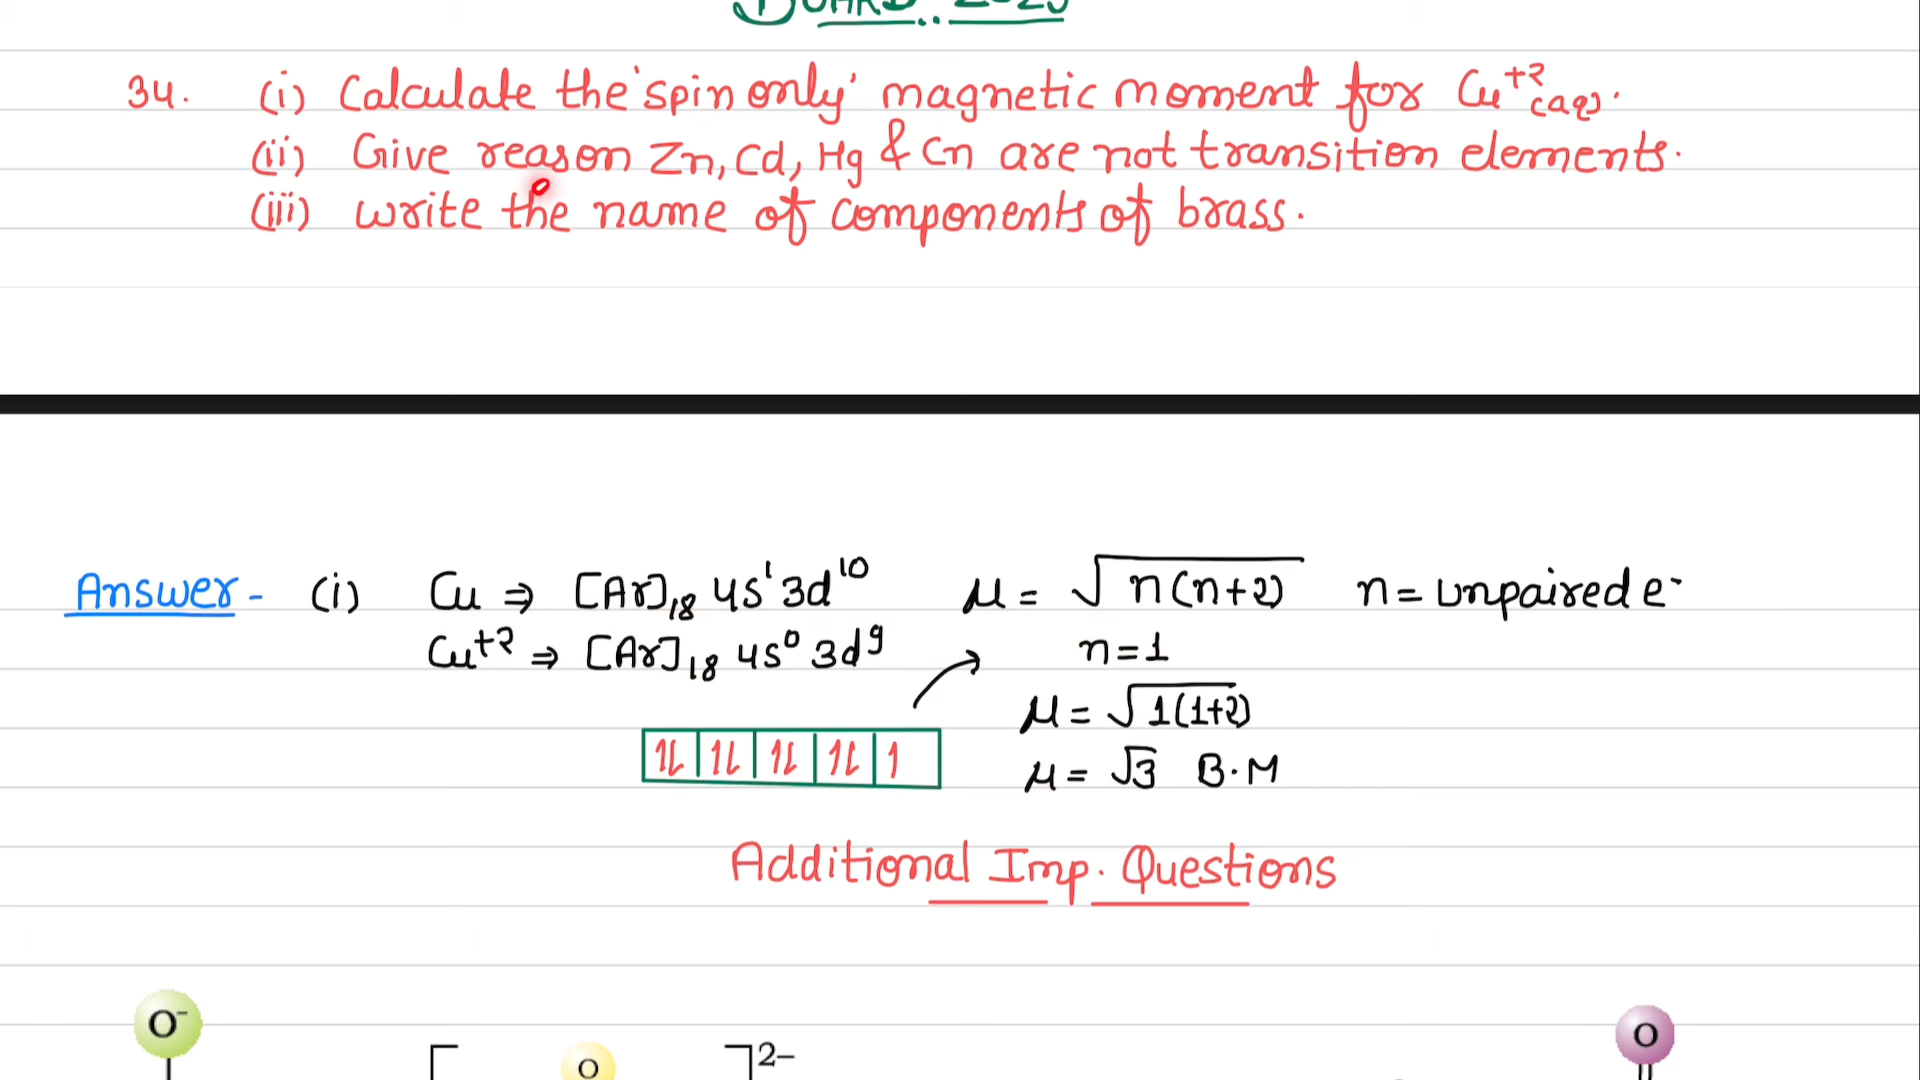 BOARD.. 2023
34. (i) Calculate the 'spin only' magnetic moment for Cu⁺²(aq).
(ii) Give reason Zn, Cd, Hg & Cn are not transition elements.
(iii) write the name of components of brass.
Answer - (i) Cu ⇒ [Ar]₁₈ 4s¹ 3d¹⁰ μ = √n(n+2) n = unpaired e⁻
Cu⁺² ⇒ [Ar]₁₈ 4s⁰ 3d⁹ n=1
μ = √1(1+2)
1L 1L 1L 1L 1 μ = √3 B.M
Additional Imp. Questions
O⁻
O
2–
O